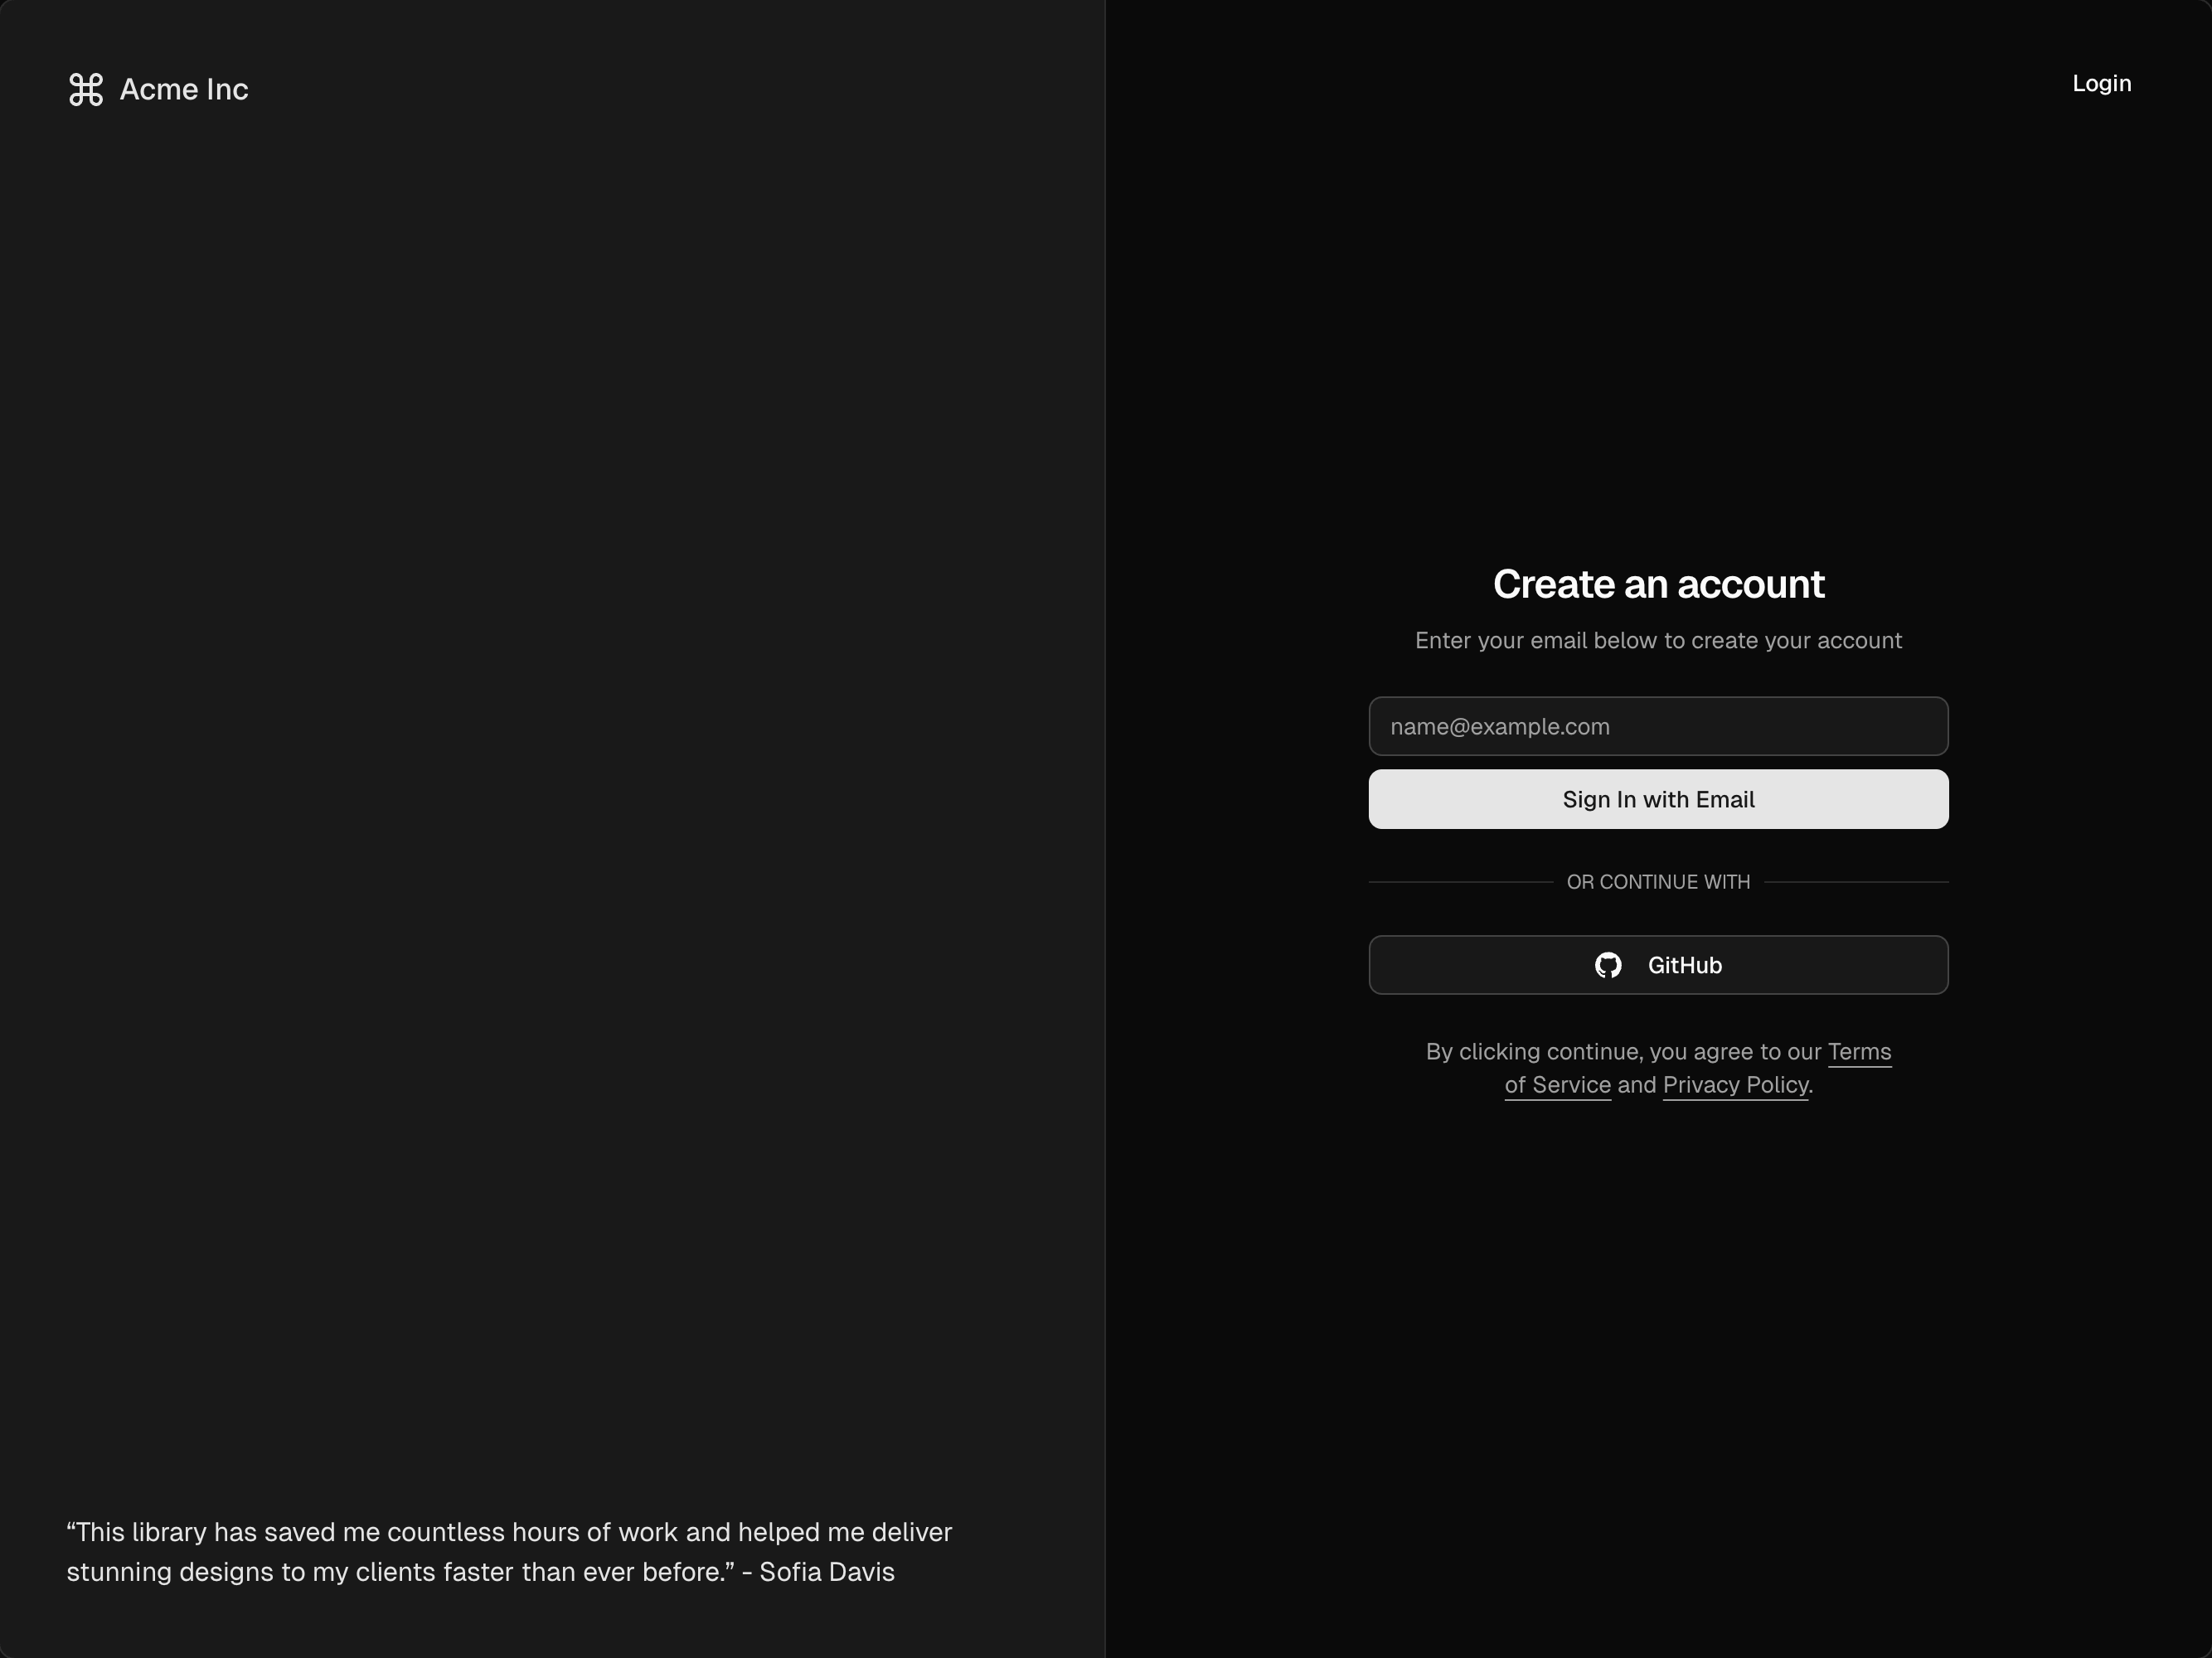 Acme Inc
Login
Create an account
Enter your email below to create your account
name@example.com
Sign In with Email
OR CONTINUE WITH
GitHub
By clicking continue, you agree to our Terms
of Service and Privacy Policy.
“This library has saved me countless hours of work and helped me deliver
stunning designs to my clients faster than ever before.” - Sofia Davis